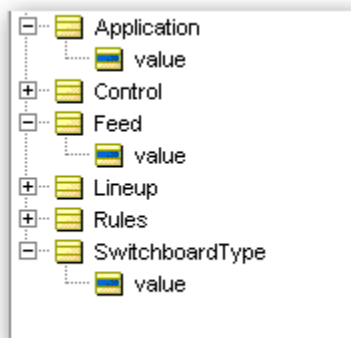 Application
value
Control
Feed
value
Lineup
Rules
SwitchboardType
value